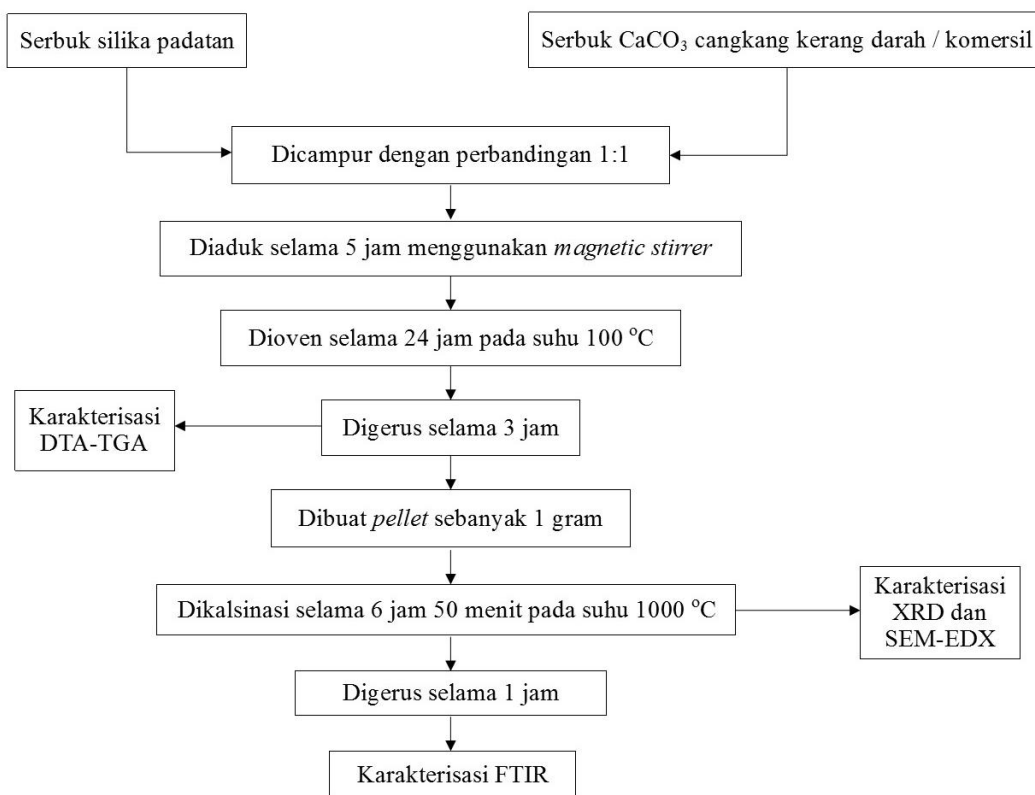 Serbuk silika padatan
Serbuk CaCO₃ cangkang kerang darah / komersil
Dicampur dengan perbandingan 1:1
Diaduk selama 5 jam menggunakan magnetic stirrer
Dioven selama 24 jam pada suhu 100 °C
Karakterisasi
DTA-TGA
Digerus selama 3 jam
Dibuat pellet sebanyak 1 gram
Dikalsinasi selama 6 jam 50 menit pada suhu 1000 °C
Karakterisasi
XRD dan
SEM-EDX
Digerus selama 1 jam
Karakterisasi FTIR